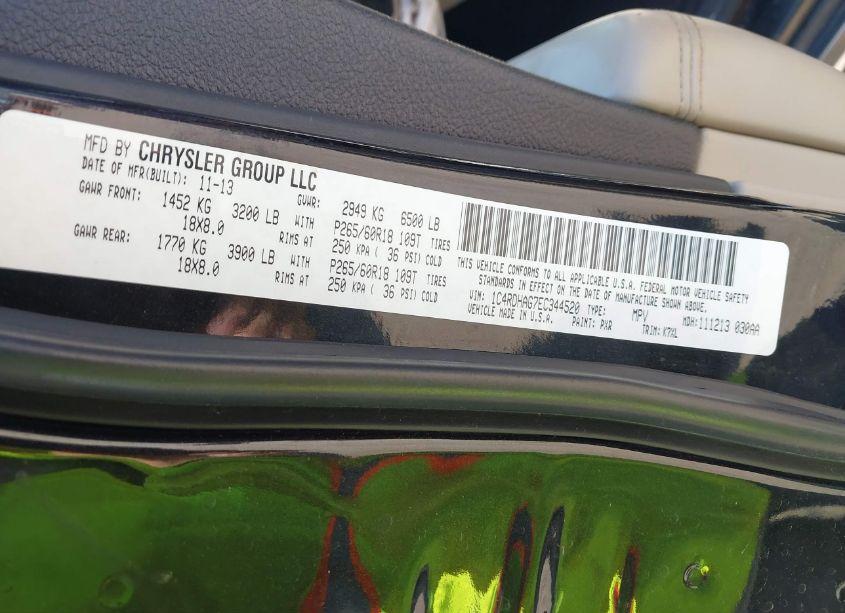 MFD BY CHRYSLER GROUP LLC
DATE OF MFR(BUILT): 11-13 GVWR: 2949 KG 6500 LB
GAWR FRONT: 1452 KG 3200 LB WITH P265/60R18 109T TIRES
18X8.0 RIMS AT 250 KPA ( 36 PSI) COLD
GAWR REAR: 1770 KG 3900 LB WITH P265/60R18 109T TIRES
18X8.0 RIMS AT 250 KPA ( 36 PSI) COLD
THIS VEHICLE CONFORMS TO ALL APPLICABLE U.S.A. FEDERAL MOTOR VEHICLE SAFETY
STANDARDS IN EFFECT ON THE DATE OF MANUFACTURE SHOWN ABOVE.
VIN: 1C4RDHAG7EC344520 TYPE: MPV MDH: 111213 030AA
VEHICLE MADE IN U.S.A. PAINT: PXR TRIM: K7XL